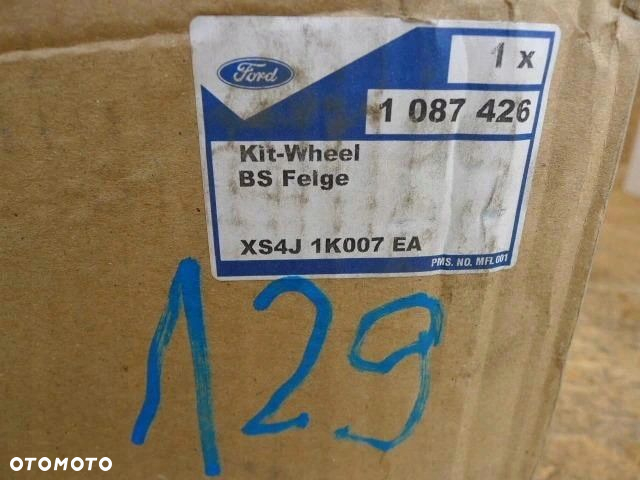 Ford
1 x
1 087 426
Kit-Wheel
BS Felge
XS4J 1K007 EA
PMS. NO. MFL 001
129
OTOMOTO